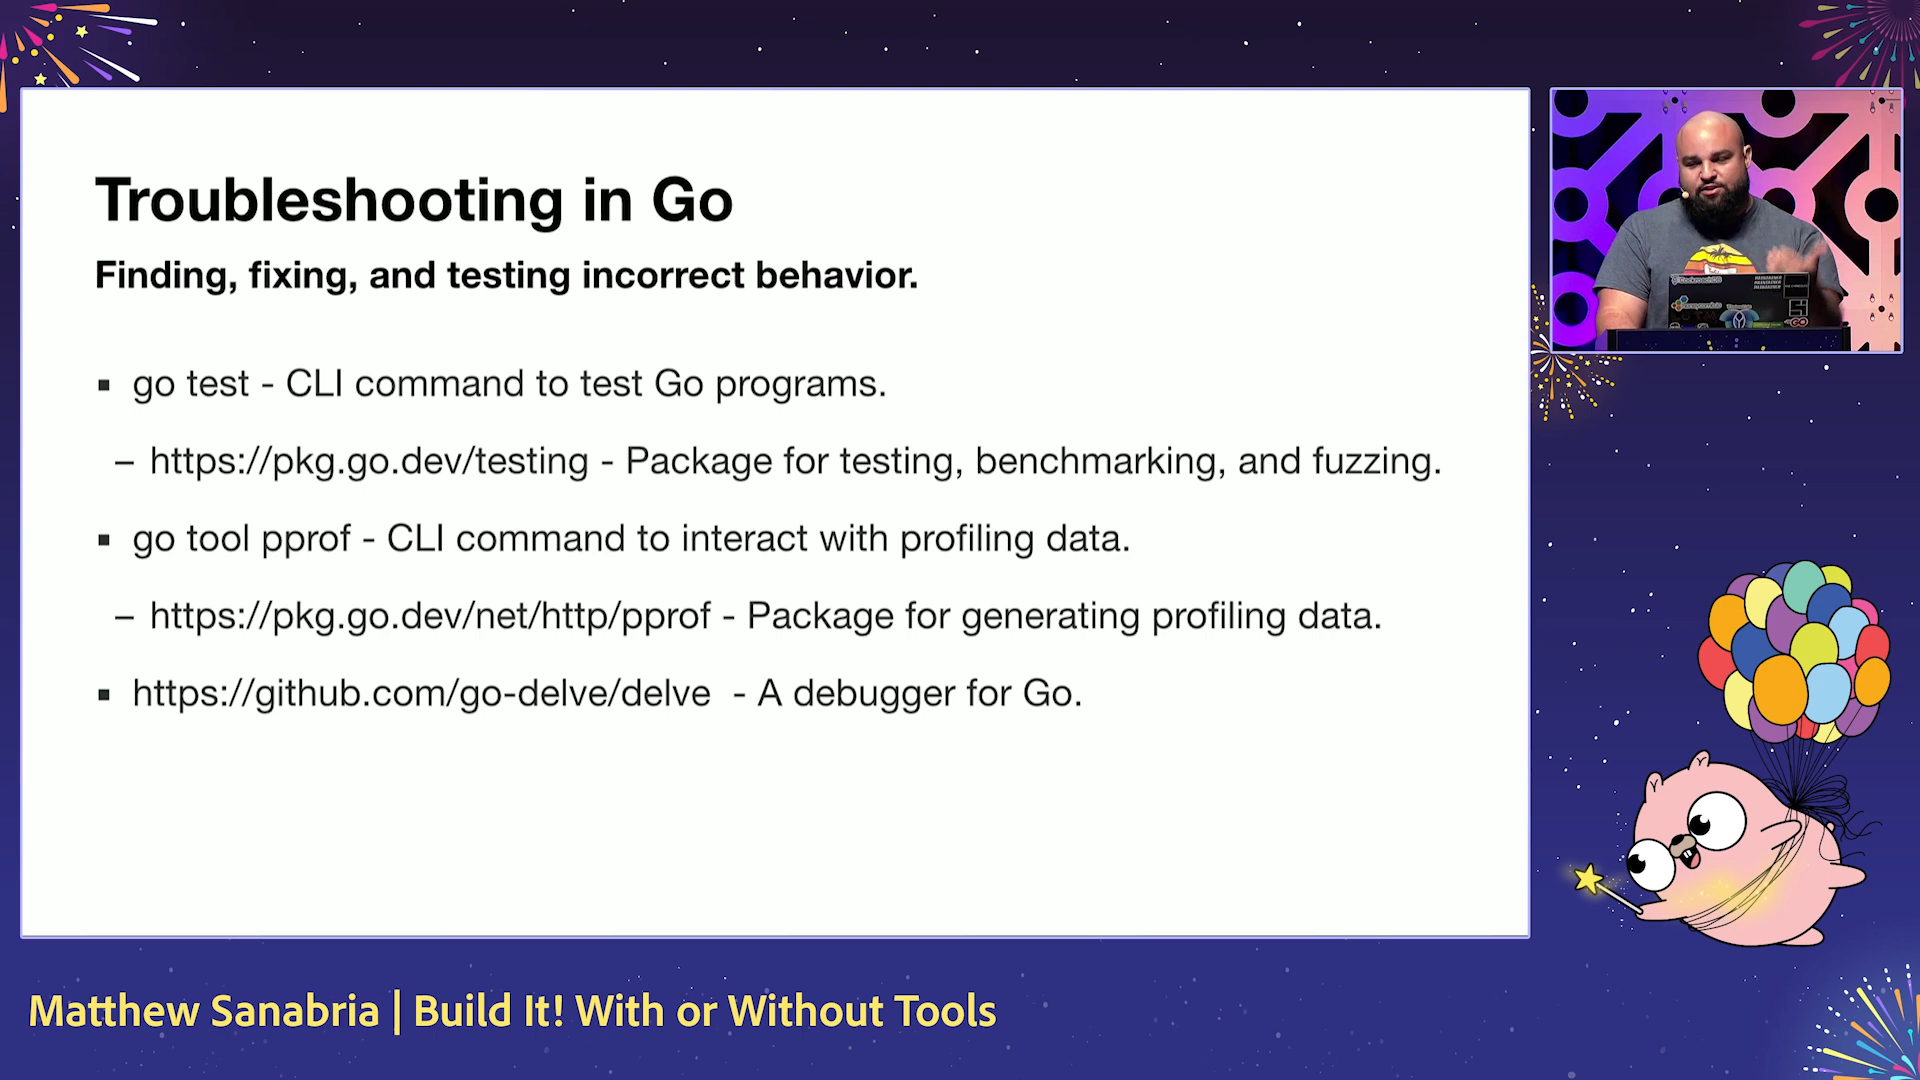 Troubleshooting in Go
Finding, fixing, and testing incorrect behavior.
▪ go test - CLI command to test Go programs.
– https://pkg.go.dev/testing - Package for testing, benchmarking, and fuzzing.
▪ go tool pprof - CLI command to interact with profiling data.
– https://pkg.go.dev/net/http/pprof - Package for generating profiling data.
▪ https://github.com/go-delve/delve - A debugger for Go.
Matthew Sanabria | Build It! With or Without Tools
CockroachDB
GO